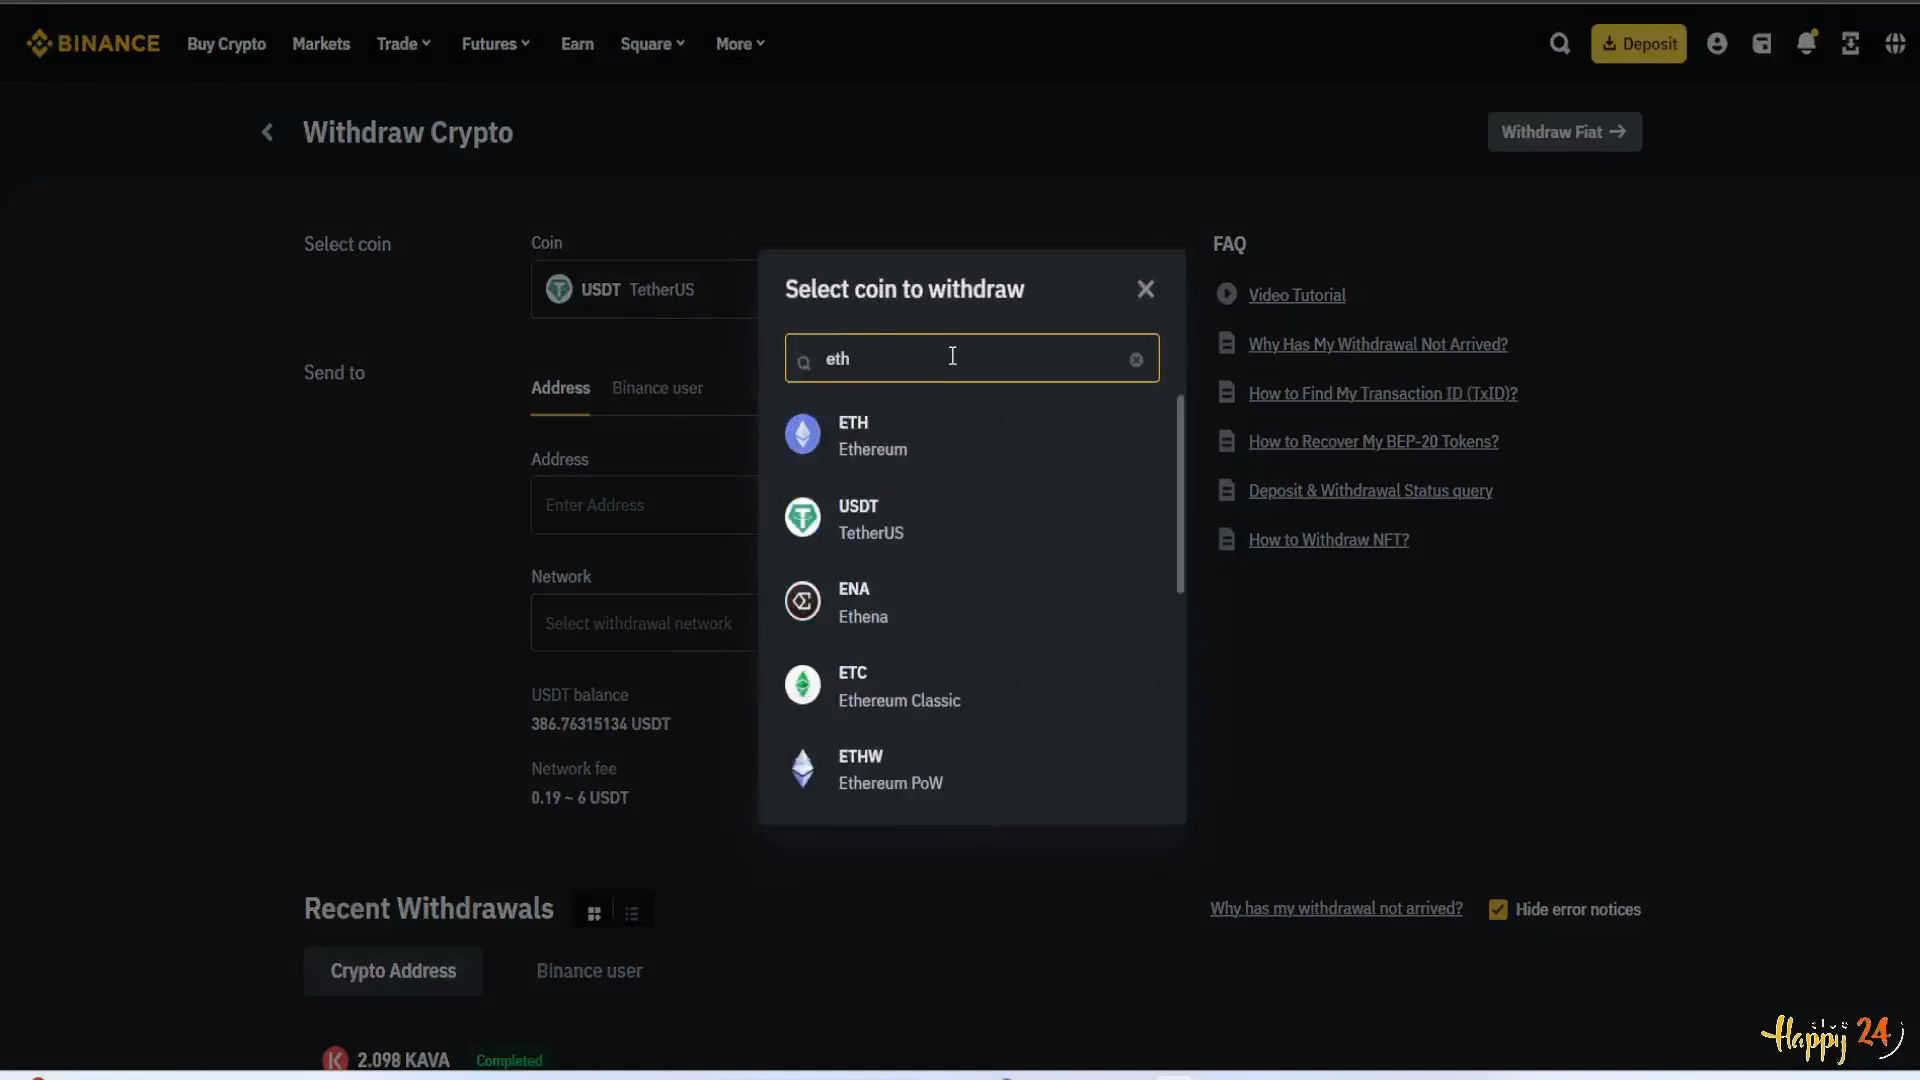 BINANCE
Buy Crypto
Markets
Trade
Futures
Earn
Square
More
Deposit
Withdraw Crypto
Withdraw Fiat
Select coin
Coin
USDT TetherUS
Send to
Address
Binance user
Address
Enter Address
Network
Select withdrawal network
USDT balance
386.76315134 USDT
Network fee
0.19 ~ 6 USDT
Select coin to withdraw
eth
ETH
Ethereum
USDT
TetherUS
ENA
Ethena
ETC
Ethereum Classic
ETHW
Ethereum PoW
FAQ
Video Tutorial
Why Has My Withdrawal Not Arrived?
How to Find My Transaction ID (TxID)?
How to Recover My BEP-20 Tokens?
Deposit & Withdrawal Status query
How to Withdraw NFT?
Recent Withdrawals
Why has my withdrawal not arrived?
Hide error notices
Crypto Address
Binance user
2.098 KAVA
Completed
Happy 24